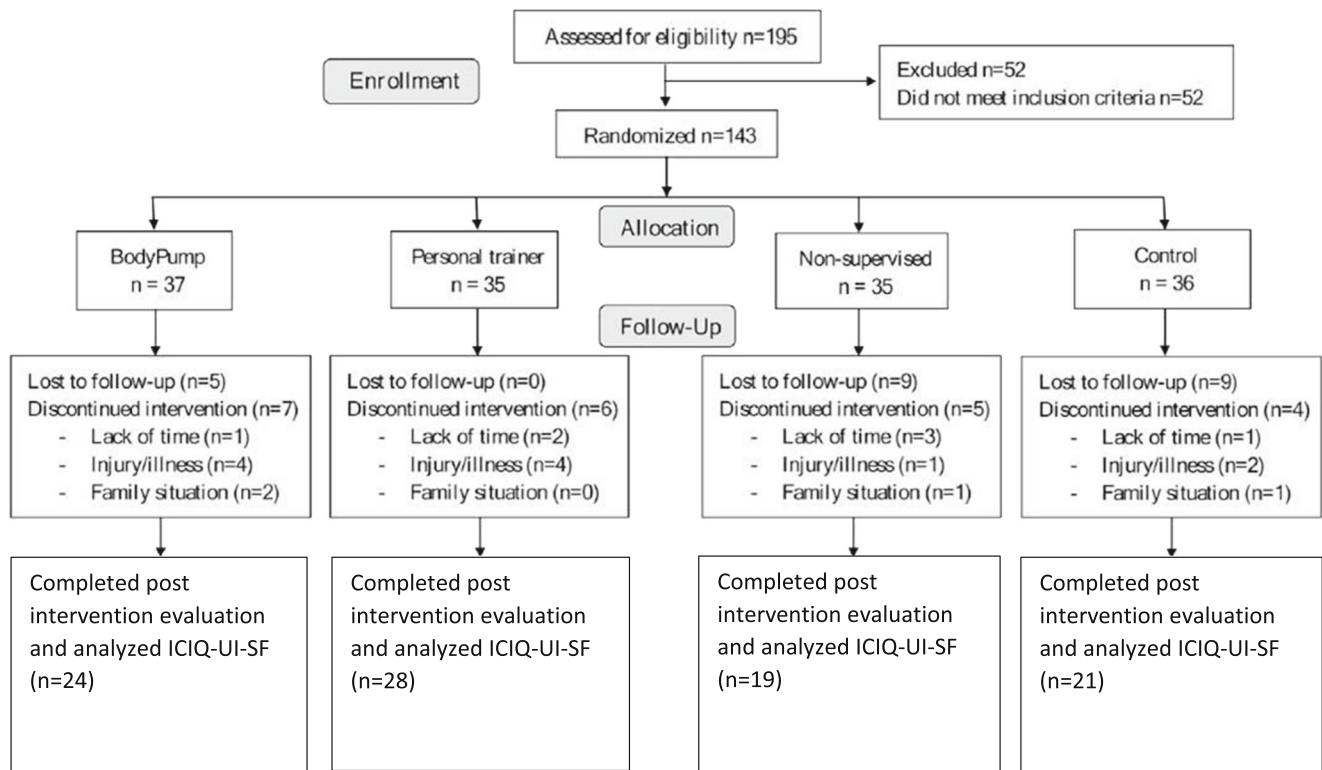 Assessed for eligibility n=195
Enrollment
Excluded n=52
Did not meet inclusion criteria n=52
Randomized n=143
Allocation
BodyPump
n = 37
Personal trainer
n = 35
Non-supervised
n = 35
Control
n = 36
Follow-Up
Lost to follow-up (n=5)
Discontinued intervention (n=7)
- Lack of time (n=1)
- Injury/illness (n=4)
- Family situation (n=2)
Lost to follow-up (n=0)
Discontinued intervention (n=6)
- Lack of time (n=2)
- Injury/illness (n=4)
- Family situation (n=0)
Lost to follow-up (n=9)
Discontinued intervention (n=5)
- Lack of time (n=3)
- Injury/illness (n=1)
- Family situation (n=1)
Lost to follow-up (n=9)
Discontinued intervention (n=4)
- Lack of time (n=1)
- Injury/illness (n=2)
- Family situation (n=1)
Completed post
intervention evaluation
and analyzed ICIQ-UI-SF
(n=24)
Completed post
intervention evaluation
and analyzed ICIQ-UI-SF
(n=28)
Completed post
intervention evaluation
and analyzed ICIQ-UI-SF
(n=19)
Completed post
intervention evaluation
and analyzed ICIQ-UI-SF
(n=21)